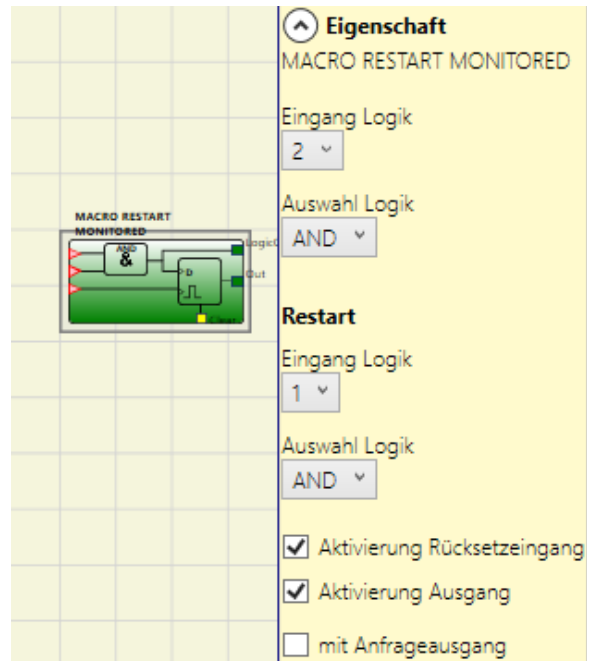 MACRO RESTART
MONITORED
AND
&
D
LogicO
Out
Clear
Eigenschaft
MACRO RESTART MONITORED
Eingang Logik
2
Auswahl Logik
AND
Restart
Eingang Logik
1
Auswahl Logik
AND
Aktivierung Rücksetzeingang
Aktivierung Ausgang
mit Anfrageausgang